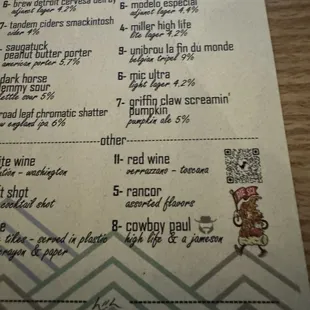 6- brew detroit cervesa
adjunct lager 4.2%
7- tandem ciders smackintosh
cider 4%
- saugatuck
peanut butter porter
american porter 5.7%
dark horse
kettle sour 5%
road leaf chromatic shatter
new england ipa 6%
6- modelo especial
adjunct lager 4.4%
4- miller high life
lite lager 4.2%
9- unibrou la fin du monde
belgian tripel 9%
6- mic ultra
light lager 4.2%
7- griffin claw screamin'
pumpkin
pumpkin ale 5%
other
wine
- washington
shot
cocktail shot
tikes - served in plastic
crayon & paper
11- red wine
verrazzano - toscana
5- rancor
assorted flavors
8- cowboy paul
high life & a jameson